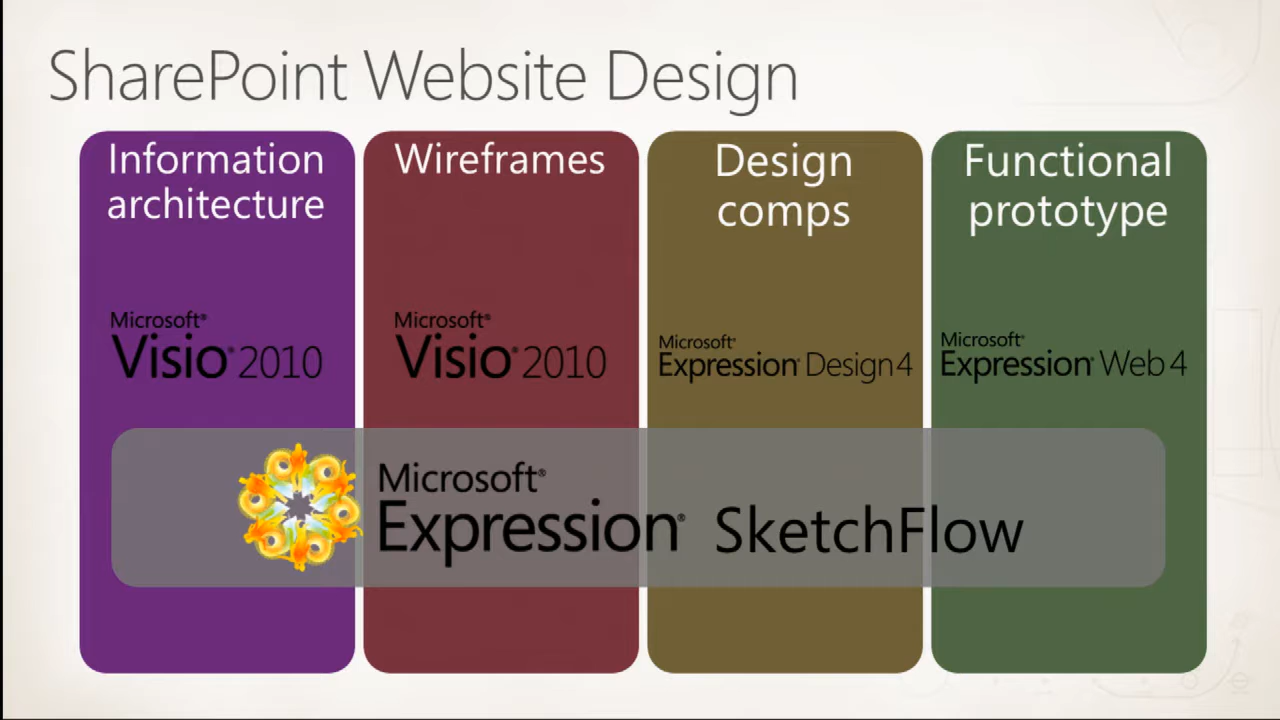 SharePoint Website Design
Information
architecture
Microsoft®
Visio® 2010
Wireframes
Microsoft®
Visio® 2010
Design
comps
Microsoft®
Expression® Design 4
Functional
prototype
Microsoft®
Expression® Web 4
Microsoft®
Expression® SketchFlow